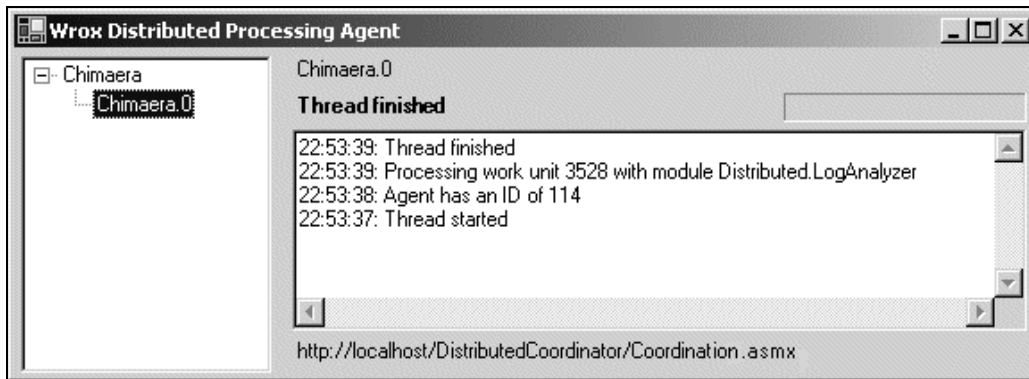 Wrox Distributed Processing Agent
Chimaera
Chimaera.0
Chimaera.0
Thread finished
22:53:39: Thread finished
22:53:39: Processing work unit 3528 with module Distributed.LogAnalyzer
22:53:38: Agent has an ID of 114
22:53:37: Thread started
http://localhost/DistributedCoordinator/Coordination.asmx